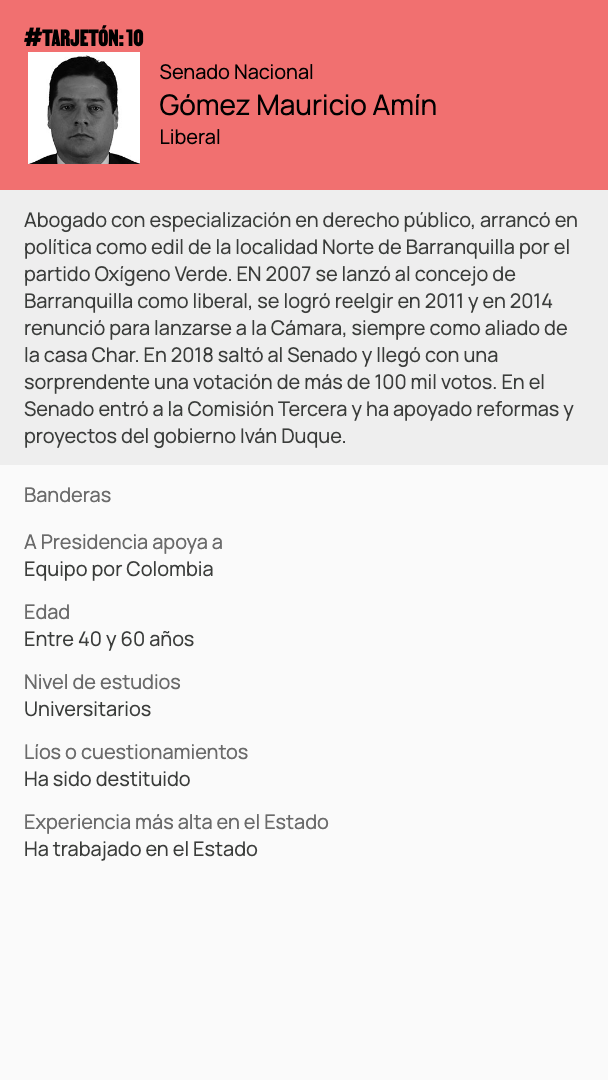 #TARJETÓN: 10
Senado Nacional
Gómez Mauricio Amín
Liberal
Abogado con especialización en derecho público, arrancó en
política como edil de la localidad Norte de Barranquilla por el
partido Oxígeno Verde. EN 2007 se lanzó al concejo de
Barranquilla como liberal, se logró reelgir en 2011 y en 2014
renunció para lanzarse a la Cámara, siempre como aliado de
la casa Char. En 2018 saltó al Senado y llegó con una
sorprendente una votación de más de 100 mil votos. En el
Senado entró a la Comisión Tercera y ha apoyado reformas y
proyectos del gobierno Iván Duque.
Banderas
A Presidencia apoya a
Equipo por Colombia
Edad
Entre 40 y 60 años
Nivel de estudios
Universitarios
Líos o cuestionamientos
Ha sido destituido
Experiencia más alta en el Estado
Ha trabajado en el Estado